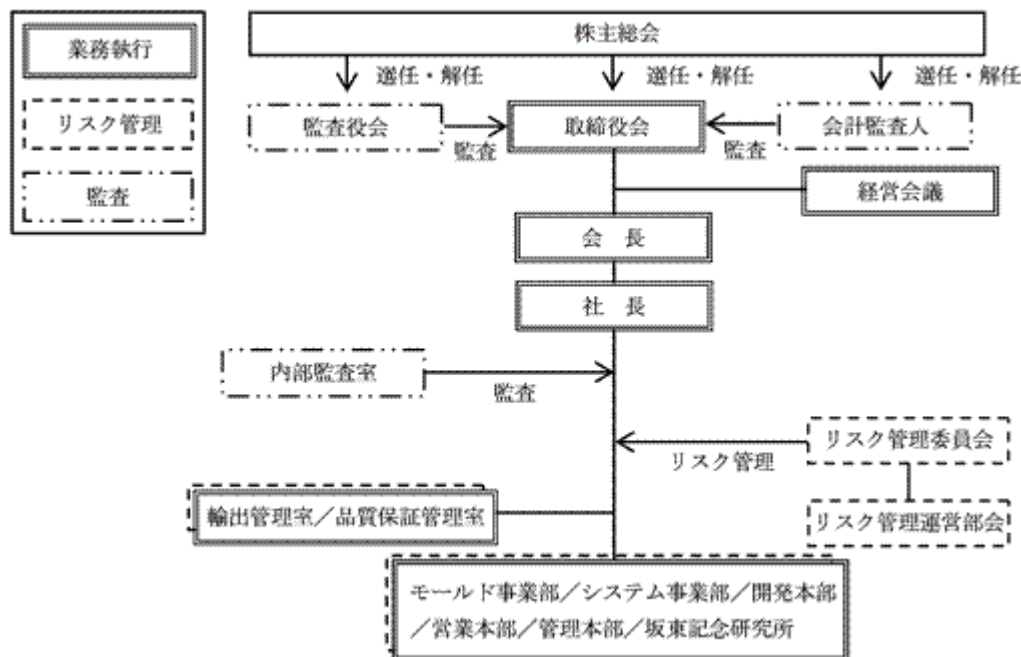 業務執行
リスク管理
監査
株主総会
選任・解任
選任・解任
選任・解任
監査役会
監査
取締役会
監査
会計監査人
経営会議
会 長
社 長
内部監査室
監査
リスク管理
リスク管理委員会
リスク管理運営部会
輸出管理室／品質保証管理室
モールド事業部／システム事業部／開発本部
／営業本部／管理本部／坂東記念研究所